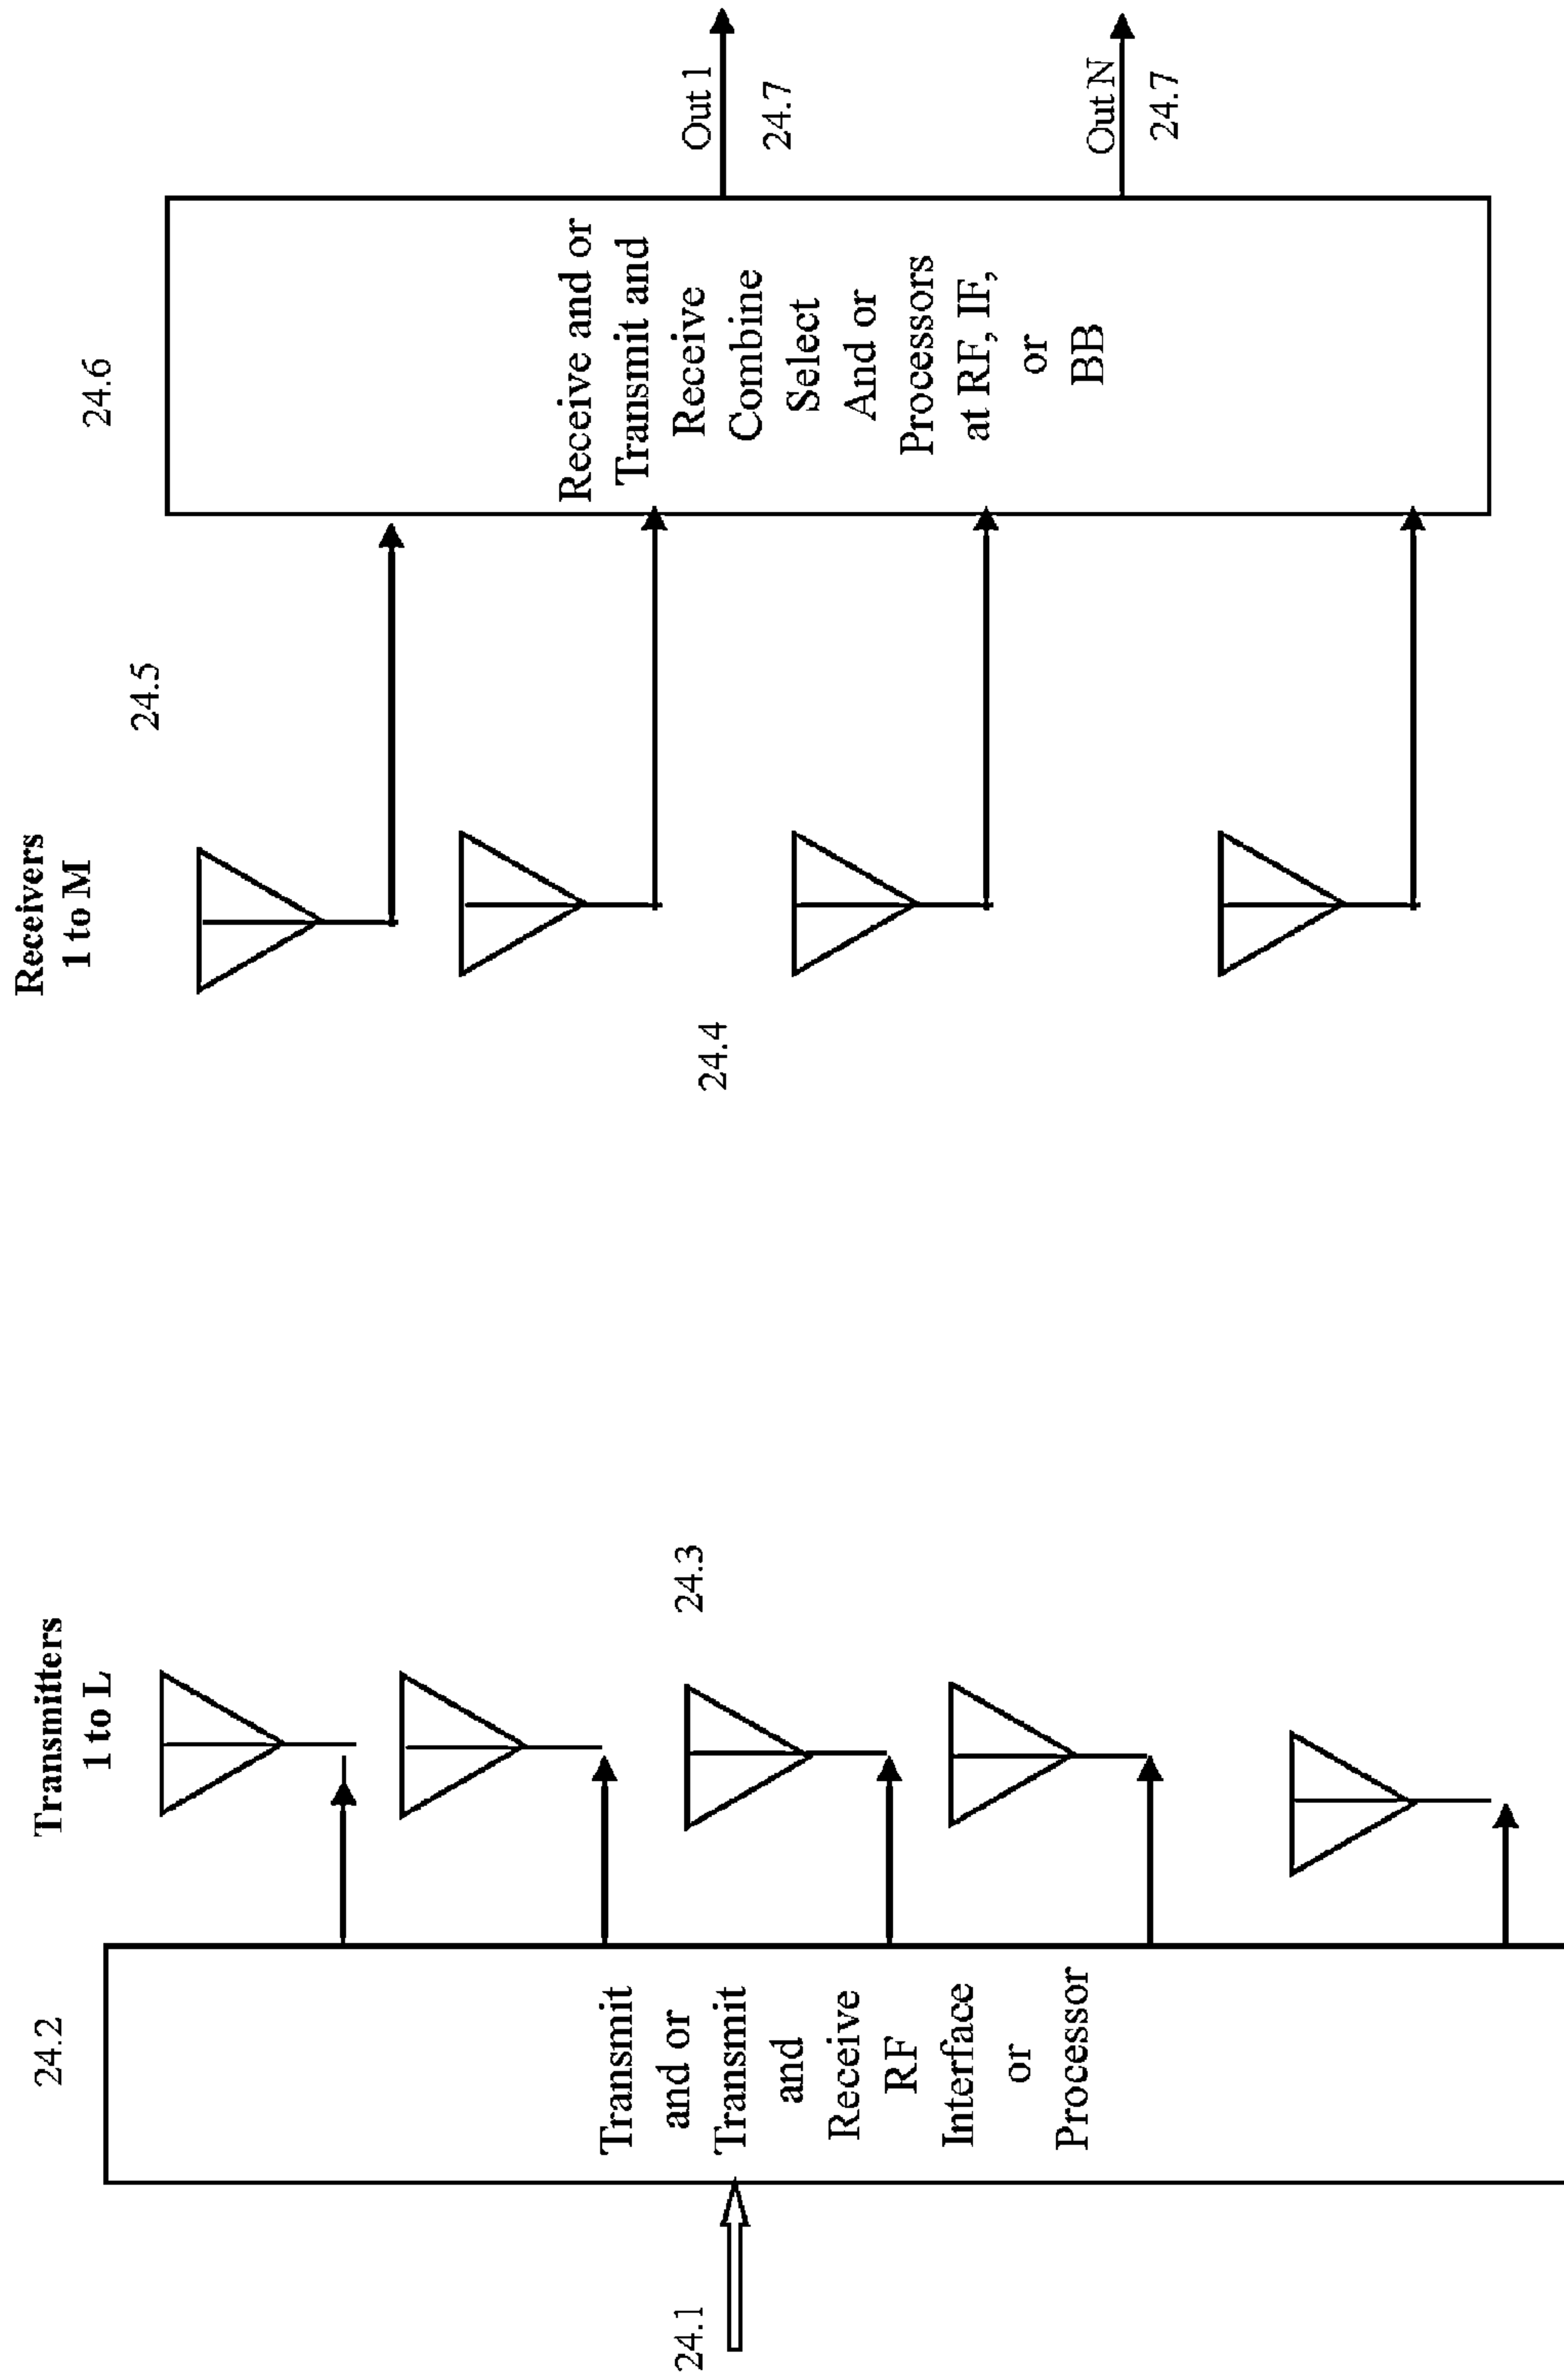 24.1
24.2
Transmit
and or
Transmit
and
Receive
RF
Interface
or
Processor
Transmitters
1 to L
24.3
Receivers
1 to M
24.4
24.5
24.6
Receive and or
Transmit and
Receive
Combine
Select
And or
Processors
at RF, IF,
or
BB
Out 1
24.7
Out N
24.7